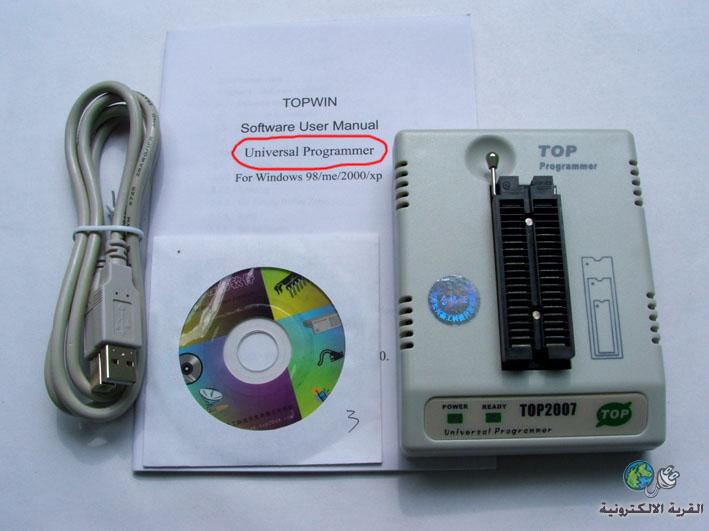 TOPWIN
Software User Manual
Universal Programmer
For Windows 98/me/2000/xp
0.
3
TOP
Programmer
POWER
READY
TOP2007
TOP
Universal Programmer
القرية الالكترونية